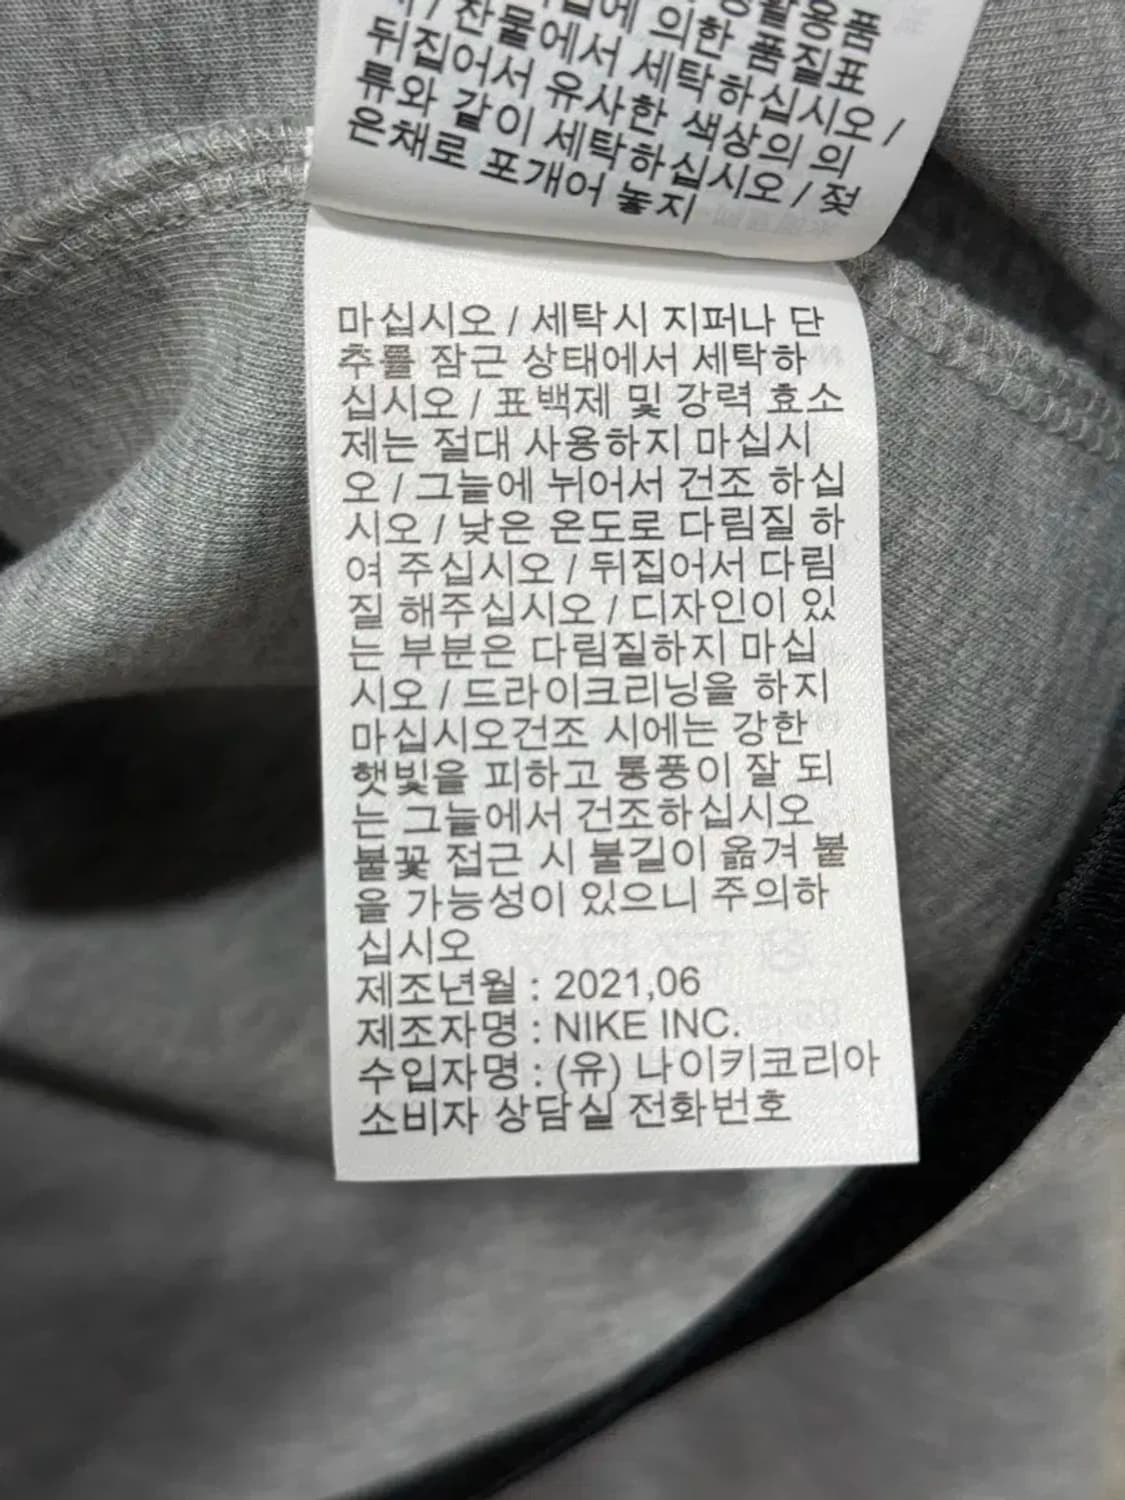 활용품
에 의한 품질표
찬물에서 세탁하십시오 /
뒤집어서 유사한 색상의 의
류와 같이 세탁하십시오 / 젖
은채로 포개어 놓지
마십시오 / 세탁시 지퍼나 단
추를 잠근 상태에서 세탁하
십시오 / 표백제 및 강력 효소
제는 절대 사용하지 마십시
오 / 그늘에 뉘어서 건조 하십
시오 / 낮은 온도로 다림질 하
여 주십시오 / 뒤집어서 다림
질 해주십시오 / 디자인이 있
는 부분은 다림질하지 마십
시오 / 드라이크리닝을 하지
마십시오건조 시에는 강한
햇빛을 피하고 통풍이 잘 되
는 그늘에서 건조하십시오
불꽃 접근 시 불길이 옮겨 붙
을 가능성이 있으니 주의하
십시오
제조년월 : 2021,06
제조자명 : NIKE INC.
수입자명 : (유) 나이키코리아
소비자 상담실 전화번호